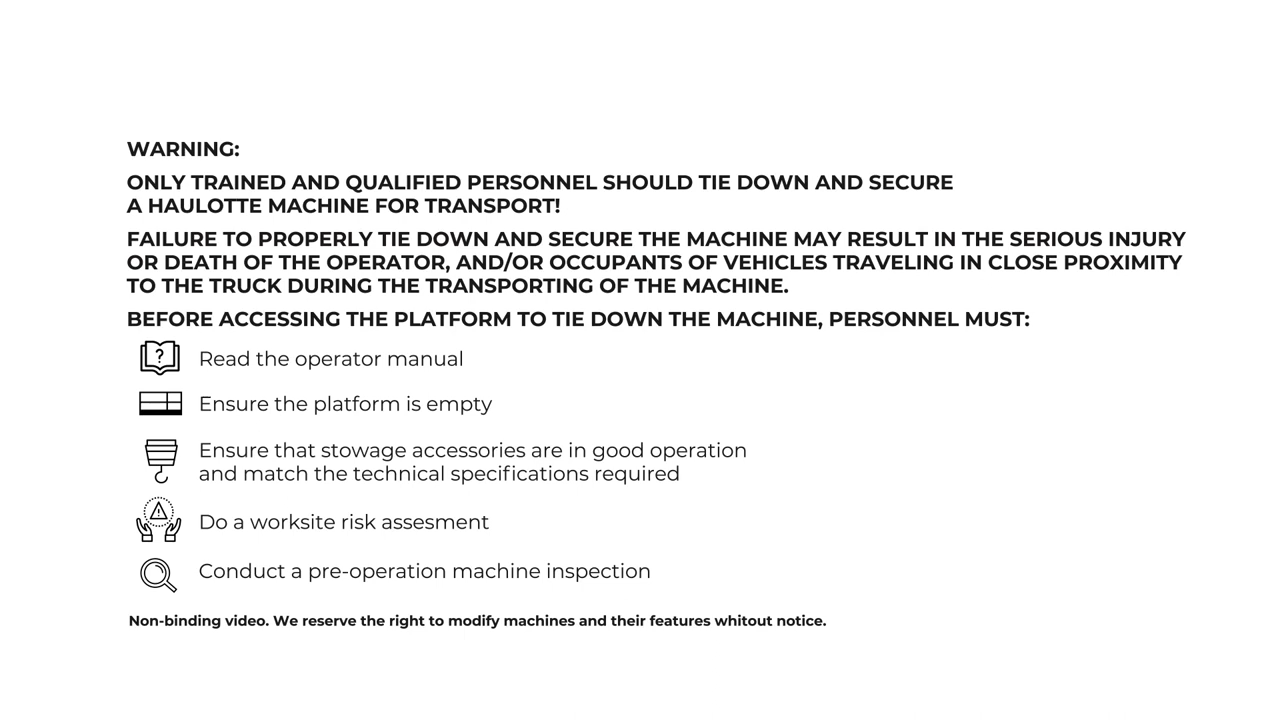 WARNING:
ONLY TRAINED AND QUALIFIED PERSONNEL SHOULD TIE DOWN AND SECURE
A HAULOTTE MACHINE FOR TRANSPORT!
FAILURE TO PROPERLY TIE DOWN AND SECURE THE MACHINE MAY RESULT IN THE SERIOUS INJURY
OR DEATH OF THE OPERATOR, AND/OR OCCUPANTS OF VEHICLES TRAVELING IN CLOSE PROXIMITY
TO THE TRUCK DURING THE TRANSPORTING OF THE MACHINE.
BEFORE ACCESSING THE PLATFORM TO TIE DOWN THE MACHINE, PERSONNEL MUST:
Read the operator manual
Ensure the platform is empty
Ensure that stowage accessories are in good operation
and match the technical specifications required
Do a worksite risk assesment
Conduct a pre-operation machine inspection
Non-binding video. We reserve the right to modify machines and their features whitout notice.